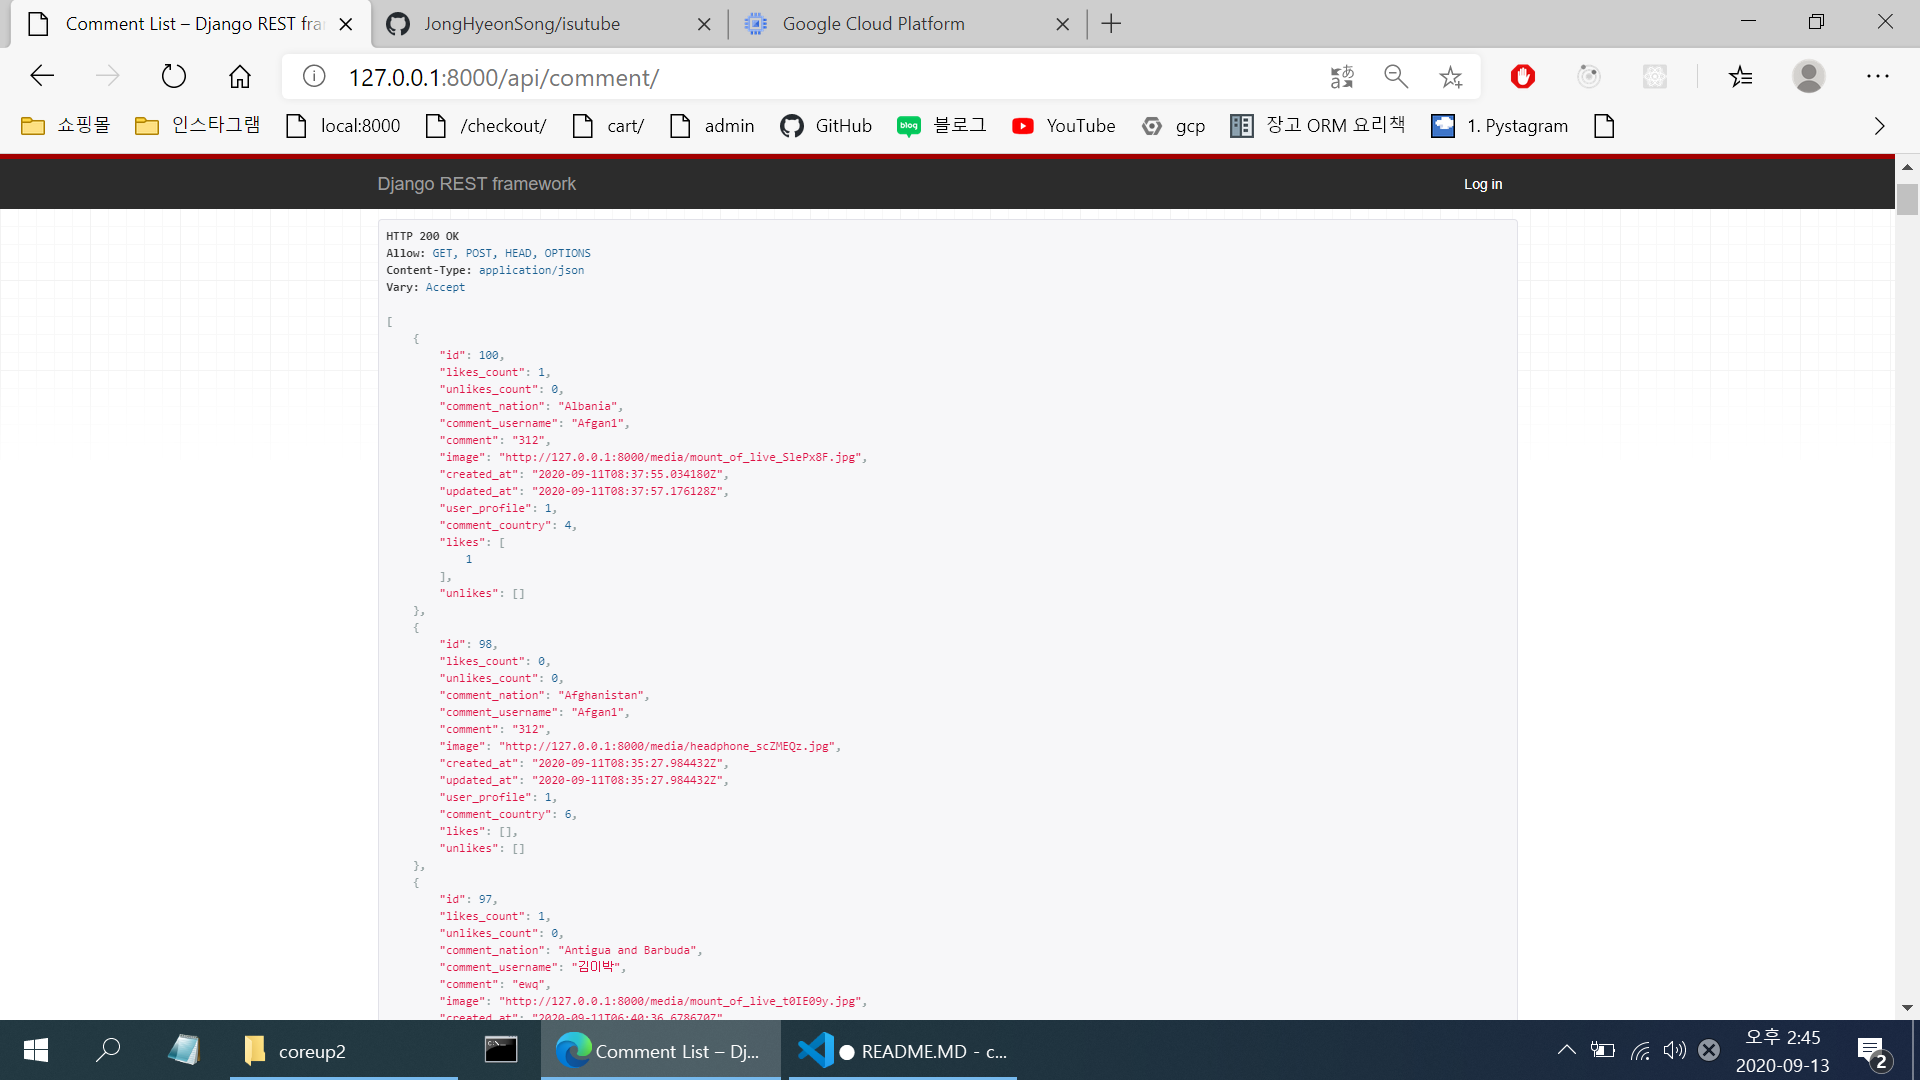 Comment List – Django REST fra
JongHyeonSong/isutube
Google Cloud Platform
127.0.0.1:8000/api/comment/
쇼핑몰
인스타그램
local:8000
/checkout/
cart/
admin
GitHub
blog
블로그
YouTube
gcp
장고 ORM 요리책
1. Pystagram
Django REST framework
Log in
HTTP 200 OK
Allow: GET, POST, HEAD, OPTIONS
Content-Type: application/json
Vary: Accept
[
{
"id": 100,
"likes_count": 1,
"unlikes_count": 0,
"comment_nation": "Albania",
"comment_username": "Afgan1",
"comment": "312",
"image": "http://127.0.0.1:8000/media/mount_of_live_SlePx8F.jpg",
"created_at": "2020-09-11T08:37:55.034180Z",
"updated_at": "2020-09-11T08:37:57.176128Z",
"user_profile": 1,
"comment_country": 4,
"likes": [
1
],
"unlikes": []
},
{
"id": 98,
"likes_count": 0,
"unlikes_count": 0,
"comment_nation": "Afghanistan",
"comment_username": "Afgan1",
"comment": "312",
"image": "http://127.0.0.1:8000/media/headphone_scZMEQz.jpg",
"created_at": "2020-09-11T08:35:27.984432Z",
"updated_at": "2020-09-11T08:35:27.984432Z",
"user_profile": 1,
"comment_country": 6,
"likes": [],
"unlikes": []
},
{
"id": 97,
"likes_count": 1,
"unlikes_count": 0,
"comment_nation": "Antigua and Barbuda",
"comment_username": "김이박",
"comment": "ewq",
"image": "http://127.0.0.1:8000/media/mount_of_live_t0IE09y.jpg",
"created_at": "2020-09-11T06:40:36.678670Z"
coreup2
Comment List – Dj...
● README.MD - c...
오후 2:45
2020-09-13
2